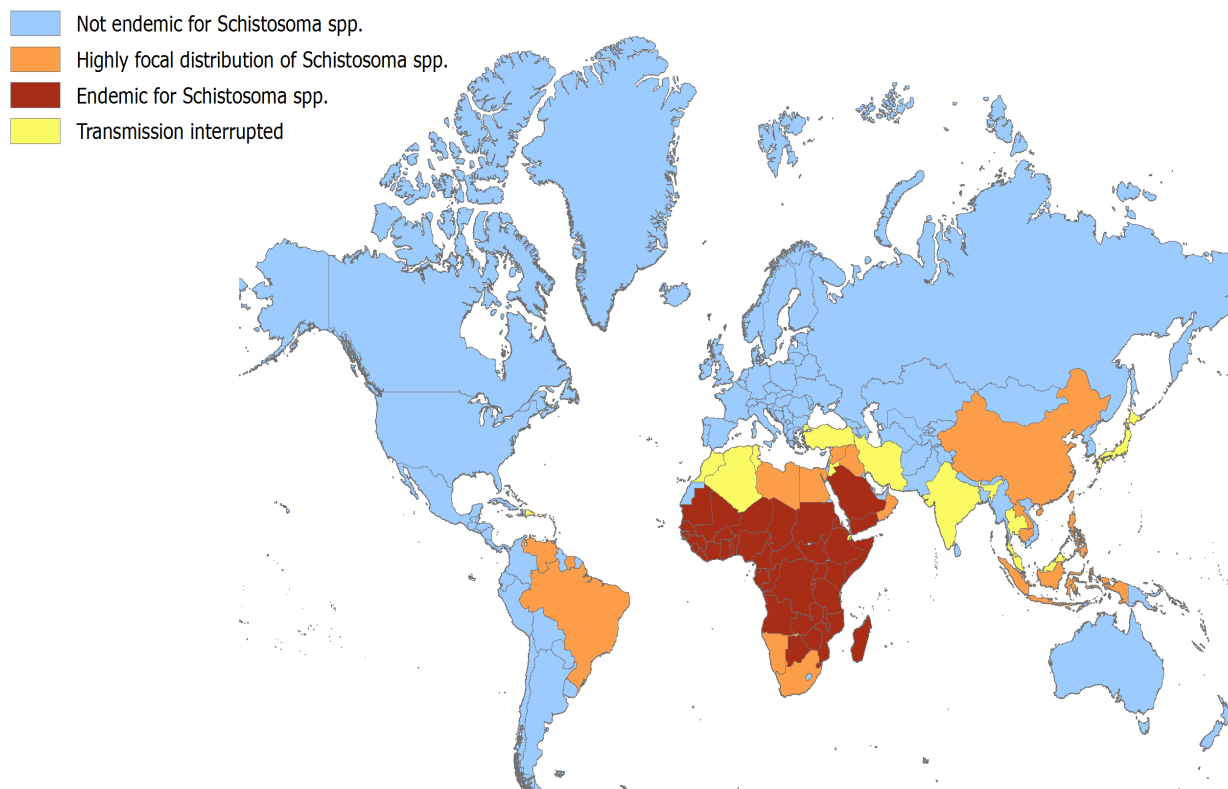 Not endemic for Schistosoma spp.
Highly focal distribution of Schistosoma spp.
Endemic for Schistosoma spp.
Transmission interrupted